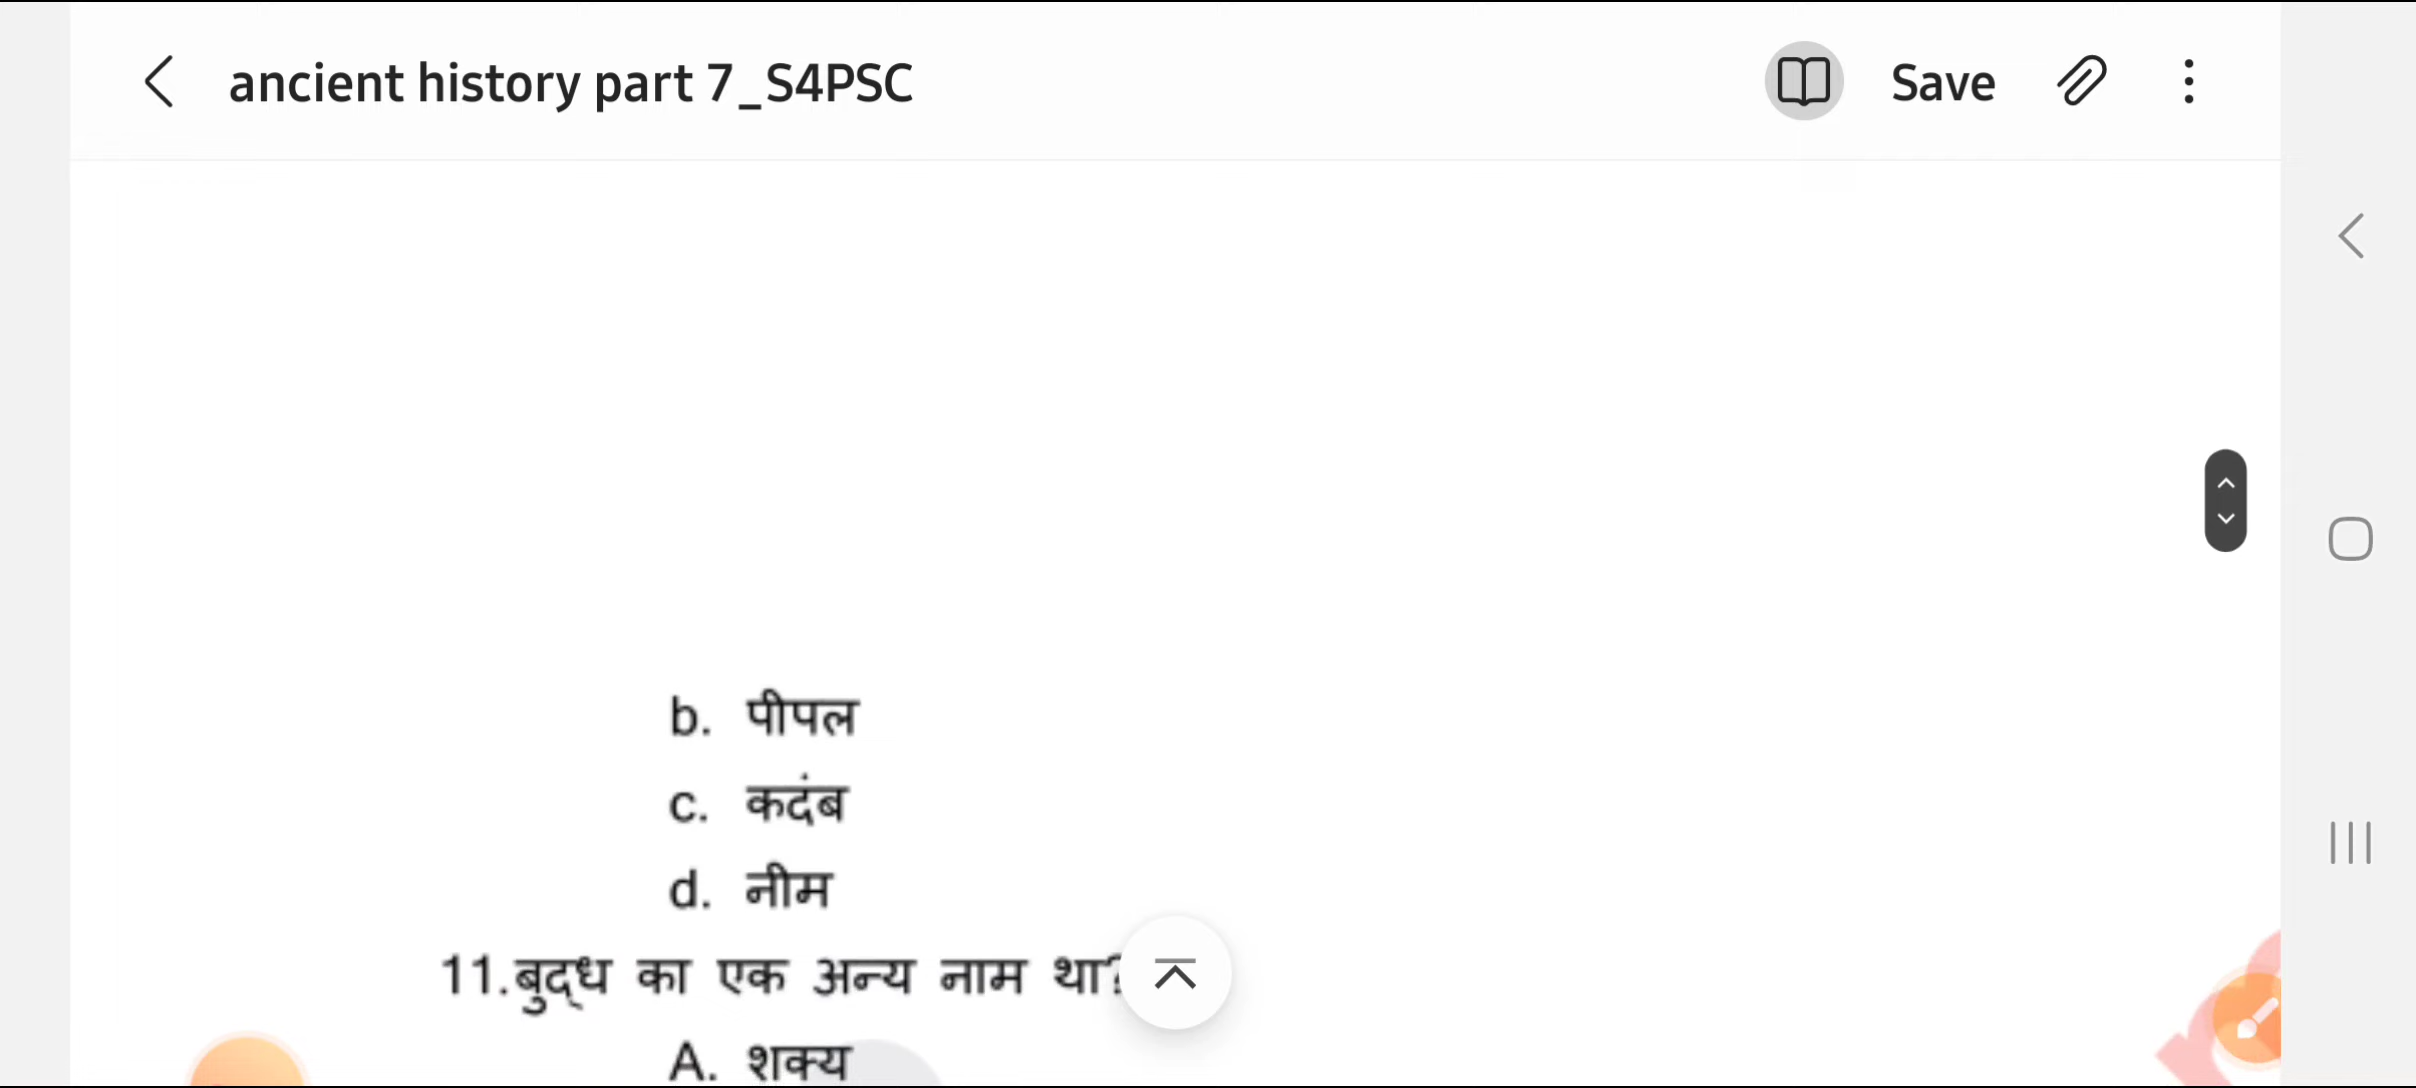 ancient history part 7_S4PSC
Save
b. पीपल
c. कदंब
d. नीम
11.बुद्ध का एक अन्य नाम था?
A. शक्य